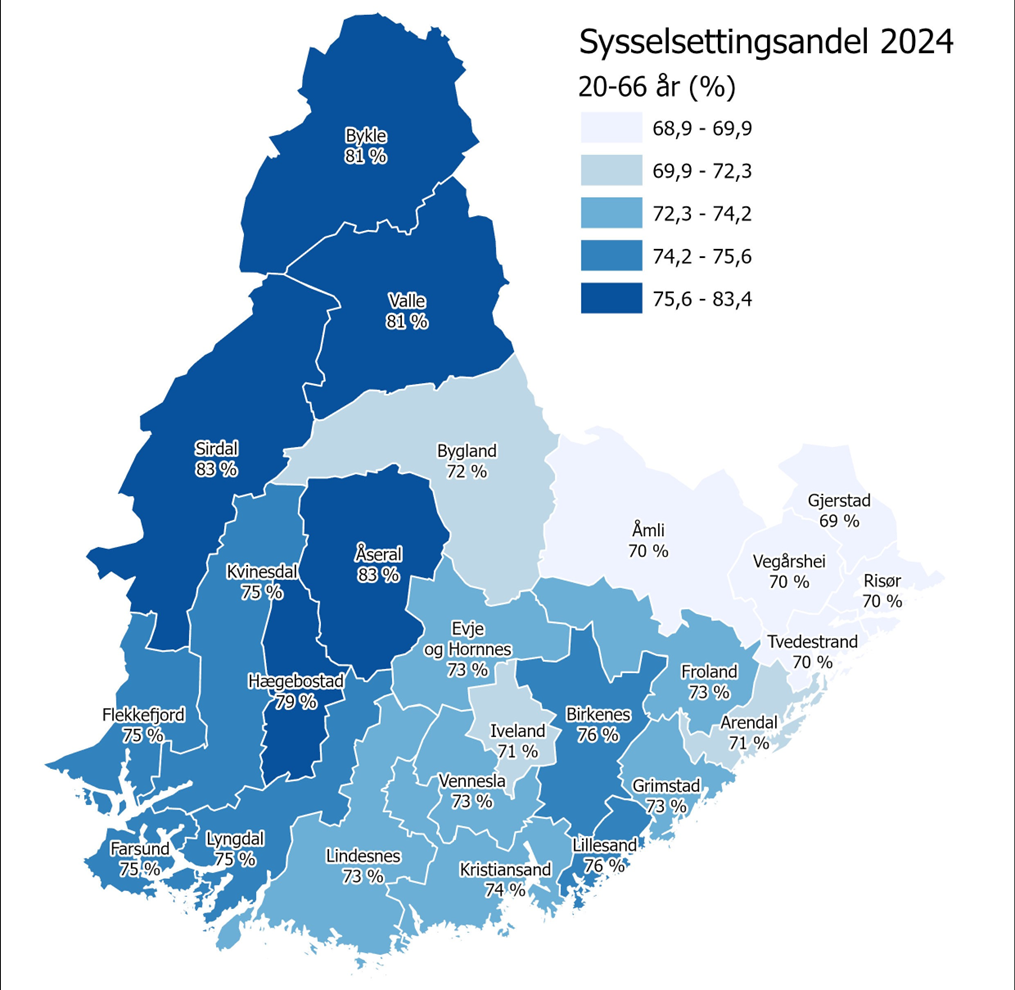 Sysselsettingsandel 2024
20-66 år (%)
68,9 - 69,9
69,9 - 72,3
72,3 - 74,2
74,2 - 75,6
75,6 - 83,4
Bykle
81 %
Valle
81 %
Sirdal
83 %
Bygland
72 %
Gjerstad
69 %
Åmli
70 %
Åseral
83 %
Vegårshei
70 %
Kvinesdal
75 %
Risør
70 %
Evje
og Hornnes
73 %
Tvedestrand
70 %
Froland
73 %
Hægebostad
79 %
Flekkefjord
75 %
Birkenes
76 %
Arendal
71 %
Iveland
71 %
Vennesla
73 %
Grimstad
73 %
Lyngdal
75 %
Farsund
75 %
Lillesand
76 %
Lindesnes
73 %
Kristiansand
74 %